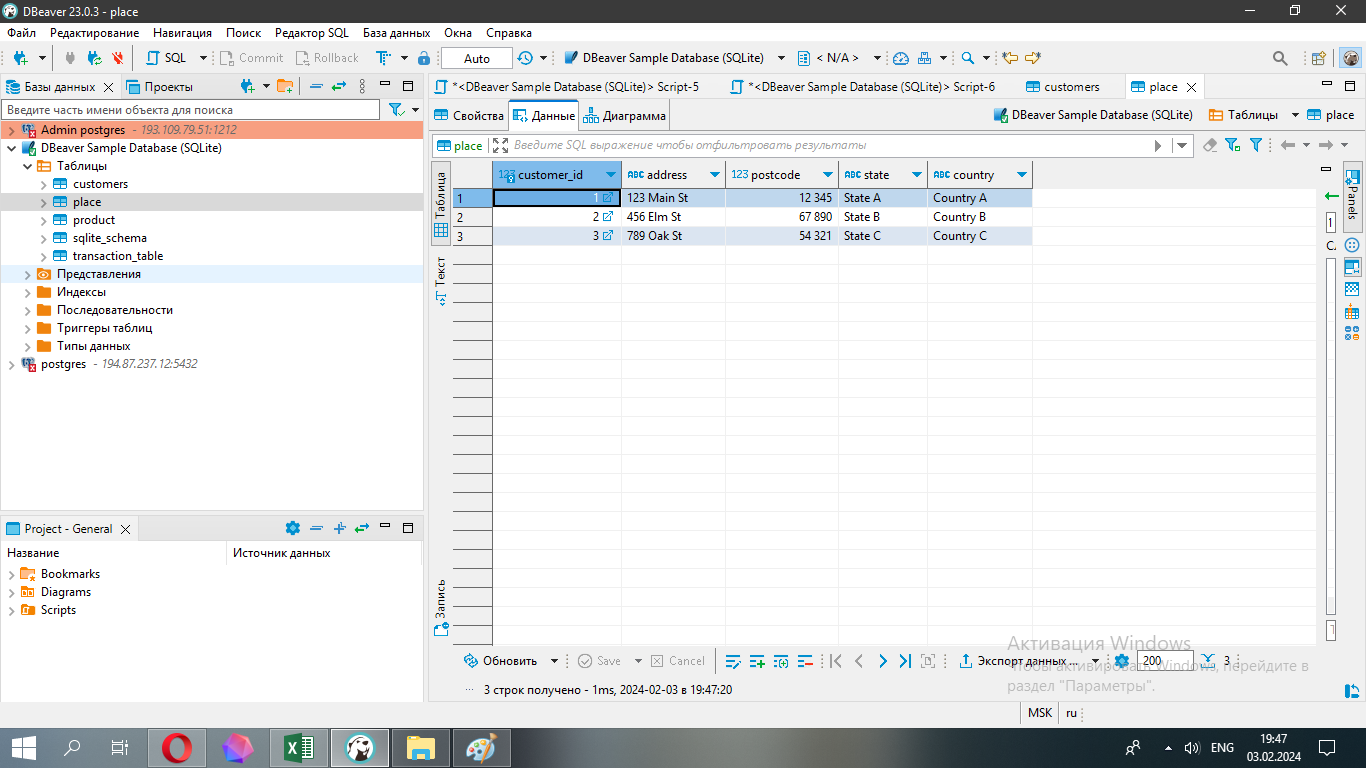 DBeaver 23.0.3 - place
Файл Редактирование Навигация Поиск Редактор SQL База данных Окна Справка
SQL Commit Rollback Auto DBeaver Sample Database (SQLite) < N/A >
Базы данных Проекты
*<DBeaver Sample Database (SQLite)> Script-5 *<DBeaver Sample Database (SQLite)> Script-6 customers place
Введите часть имени объекта для поиска
Свойства Данные Диаграмма DBeaver Sample Database (SQLite) Таблицы place
Admin postgres - 193.109.79.51:1212
DBeaver Sample Database (SQLite)
Таблицы
customers
place
product
sqlite_schema
transaction_table
Представления
Индексы
Последовательности
Триггеры таблиц
Типы данных
postgres - 194.87.237.12:5432
place Введите SQL выражение чтобы отфильтровать результаты
Таблица
Текст
Запись
123 customer_id ABC address 123 postcode ABC state ABC country
1 1 123 Main St 12 345 State A Country A
2 2 456 Elm St 67 890 State B Country B
3 3 789 Oak St 54 321 State C Country C
Panels
1
Project - General
Название Источник данных
Bookmarks
Diagrams
Scripts
Обновить Save Cancel Экспорт данных ... 200 3
3 строк получено - 1ms, 2024-02-03 в 19:47:20
Активация Windows
Чтобы активировать Windows, перейдите в
раздел "Параметры".
MSK ru
ENG
19:47
03.02.2024